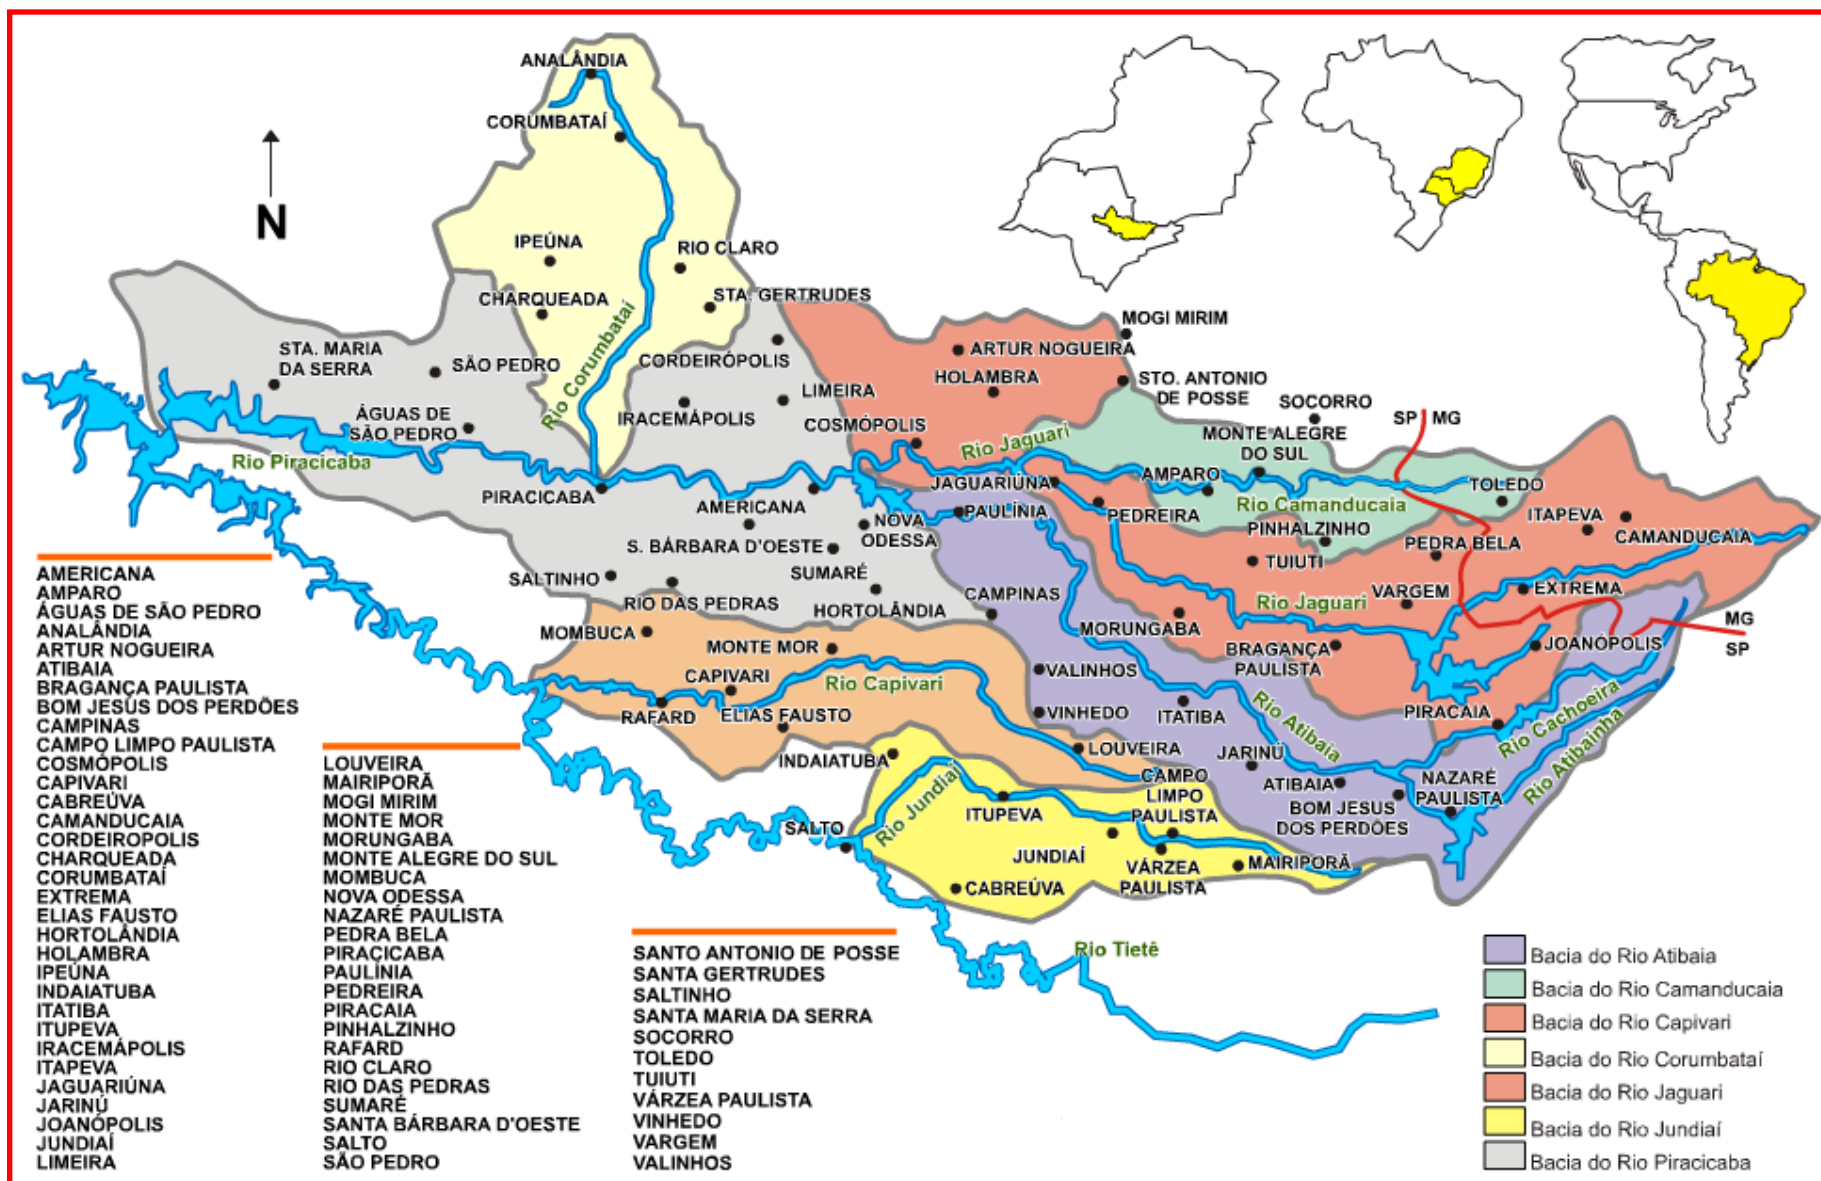 ANALÂNDIA
CORUMBATAÍ
N
IPEÚNA
RIO CLARO
CHARQUEADA
STA. GERTRUDES
Rio Corumbataí
STA. MARIA
DA SERRA
SÃO PEDRO
CORDEIRÓPOLIS
LIMEIRA
IRACEMÁPOLIS
ÁGUAS DE
SÃO PEDRO
Rio Piracicaba
PIRACICABA
AMERICANA
NOVA
ODESSA
S. BÁRBARA D'OESTE
SUMARÉ
SALTINHO
RIO DAS PEDRAS
HORTOLÂNDIA
MOGI MIRIM
ARTUR NOGUEIRA
HOLAMBRA
STO. ANTONIO
DE POSSE
SOCORRO
SP
MG
COSMÓPOLIS
Rio Jaguari
MONTE ALEGRE
DO SUL
AMPARO
JAGUARIÚNA
TOLEDO
Rio Camanducaia
PAULÍNIA
PEDREIRA
PINHALZINHO
ITAPEVA
PEDRA BELA
CAMANDUCAIA
TUIUTI
CAMPINAS
Rio Jaguari
VARGEM
EXTREMA
MORUNGABA
BRAGANÇA
PAULISTA
JOANÓPOLIS
MG
SP
MOMBUCA
MONTE MOR
CAPIVARI
Rio Capivari
RAFARD
ELIAS FAUSTO
VALINHOS
VINHEDO
ITATIBA
Rio Atibaia
PIRACAIA
Rio Cachoeira
Rio Atibainha
INDAIATUBA
LOUVEIRA
JARINÚ
CAMPO
LIMPO
PAULISTA
ATIBAIA
NAZARÉ
PAULISTA
BOM JESUS
DOS PERDÕES
Rio Jundiaí
ITUPEVA
SALTO
JUNDIAÍ
VÁRZEA
PAULISTA
MAIRIPORÃ
CABREÚVA
Rio Tietê
AMERICANA
AMPARO
ÁGUAS DE SÃO PEDRO
ANALÂNDIA
ARTUR NOGUEIRA
ATIBAIA
BRAGANÇA PAULISTA
BOM JESÚS DOS PERDÕES
CAMPINAS
CAMPO LIMPO PAULISTA
COSMÓPOLIS
CAPIVARI
CABREÚVA
CAMANDUCAIA
CORDEIROPOLIS
CHARQUEADA
CORUMBATAÍ
EXTREMA
ELIAS FAUSTO
HORTOLÂNDIA
HOLAMBRA
IPEÚNA
INDAIATUBA
ITATIBA
ITUPEVA
IRACEMÁPOLIS
ITAPEVA
JAGUARIÚNA
JARINÚ
JOANÓPOLIS
JUNDIAÍ
LIMEIRA
LOUVEIRA
MAIRIPORÃ
MOGI MIRIM
MONTE MOR
MORUNGABA
MONTE ALEGRE DO SUL
MOMBUCA
NOVA ODESSA
NAZARÉ PAULISTA
PEDRA BELA
PIRAÇICABA
PAULÍNIA
PEDREIRA
PIRACAIA
PINHALZINHO
RAFARD
RIO CLARO
RIO DAS PEDRAS
SUMARÉ
SANTA BÁRBARA D'OESTE
SALTO
SÃO PEDRO
SANTO ANTONIO DE POSSE
SANTA GERTRUDES
SALTINHO
SANTA MARIA DA SERRA
SOCORRO
TOLEDO
TUIUTI
VÁRZEA PAULISTA
VINHEDO
VARGEM
VALINHOS
Bacia do Rio Atibaia
Bacia do Rio Camanducaia
Bacia do Rio Capivari
Bacia do Rio Corumbataí
Bacia do Rio Jaguari
Bacia do Rio Jundiaí
Bacia do Rio Piracicaba